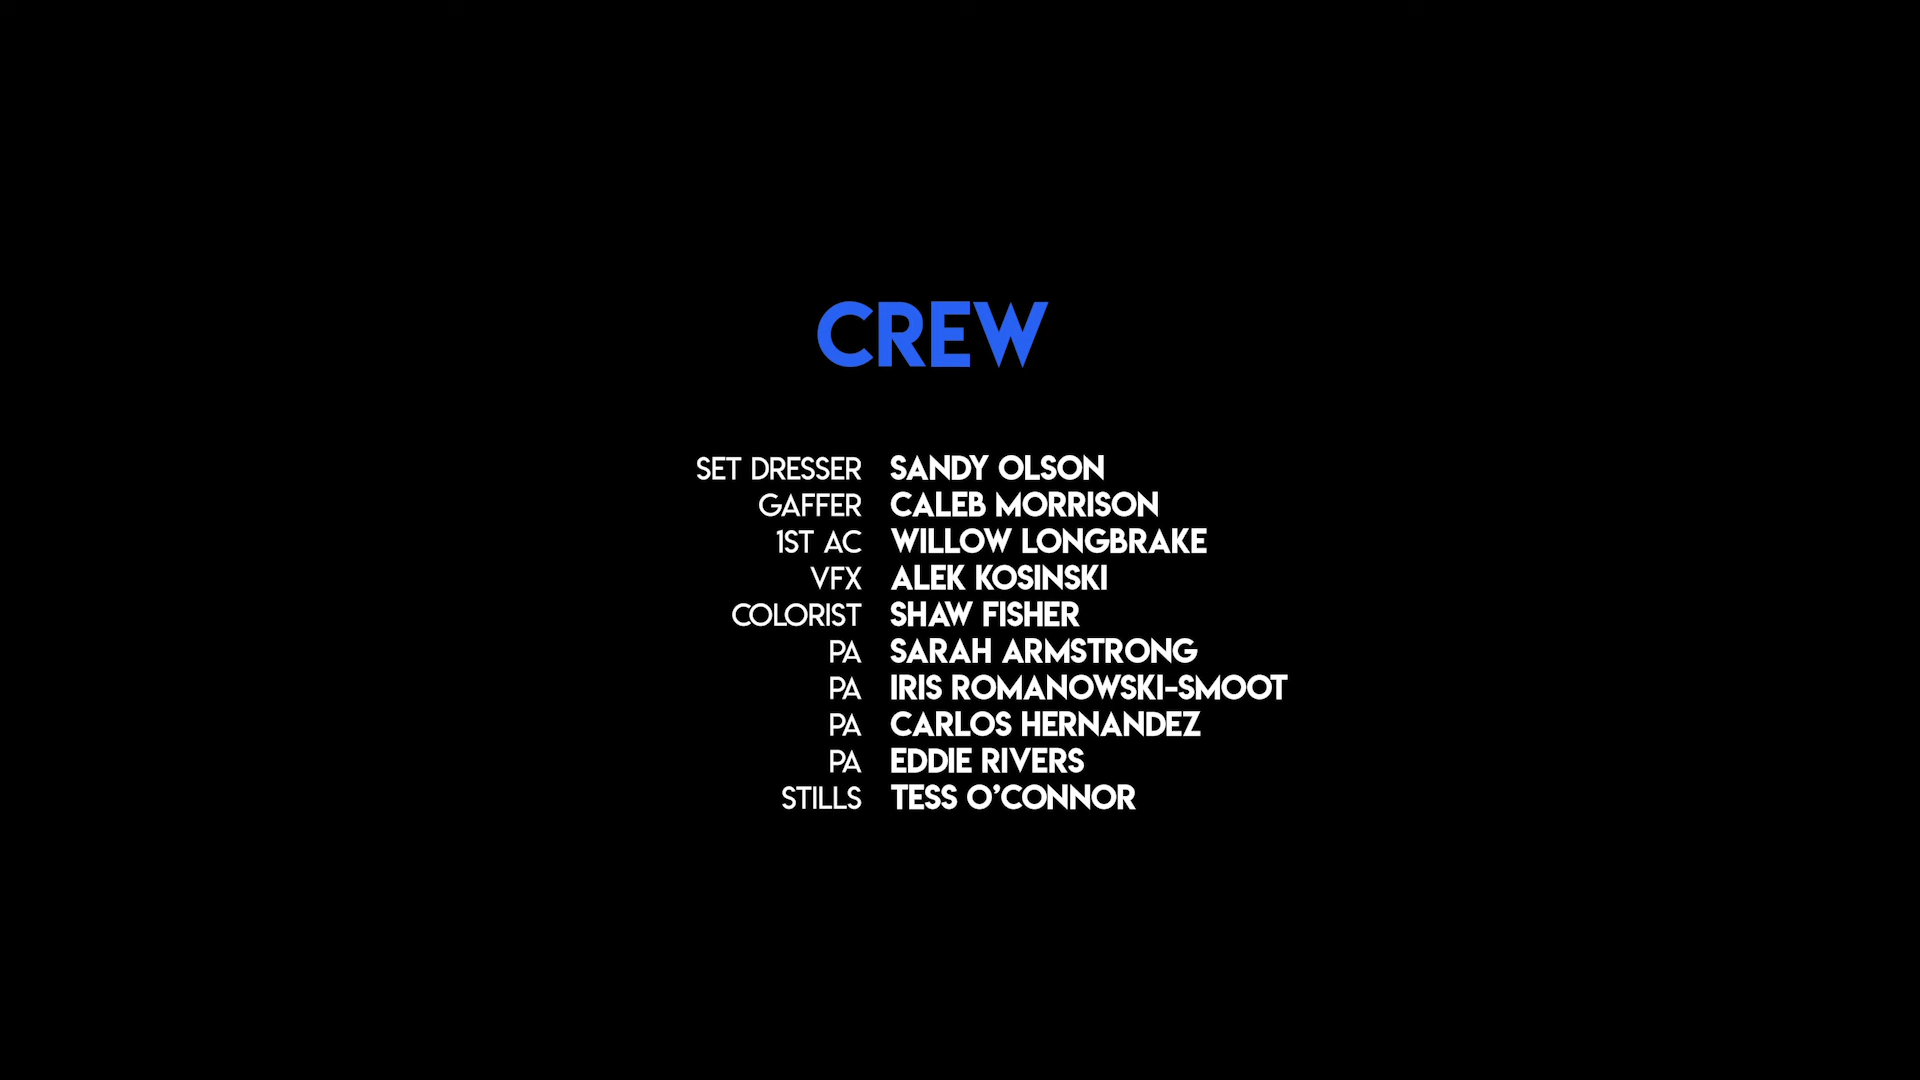 CREW
SET DRESSER SANDY OLSON
GAFFER CALEB MORRISON
1ST AC WILLOW LONGBRAKE
VFX ALEK KOSINSKI
COLORIST SHAW FISHER
PA SARAH ARMSTRONG
PA IRIS ROMANOWSKI-SMOOT
PA CARLOS HERNANDEZ
PA EDDIE RIVERS
STILLS TESS O’CONNOR